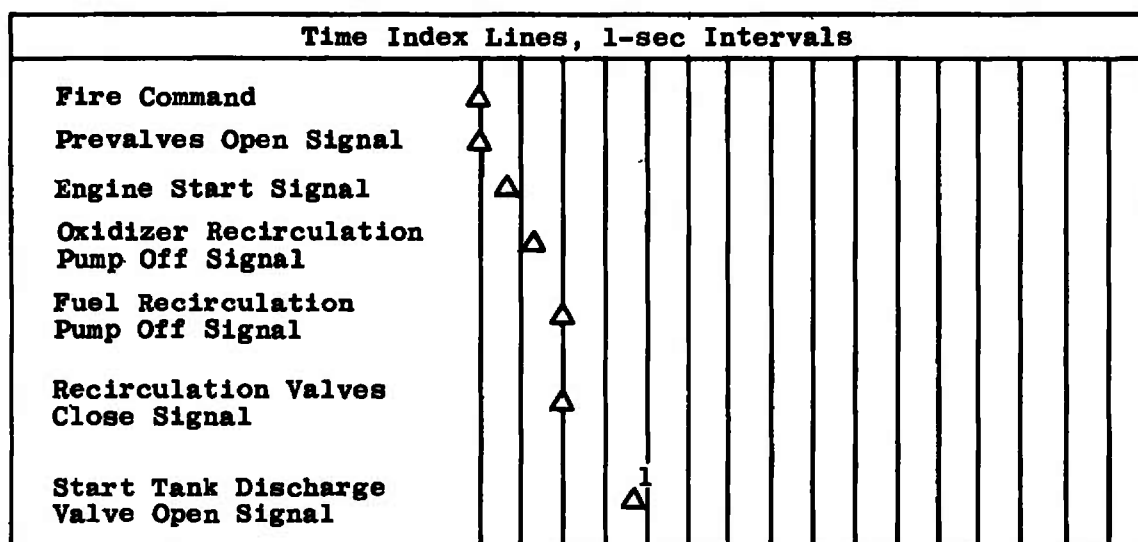 Time Index Lines, 1-sec Intervals
Fire Command
Prevalves Open Signal
Engine Start Signal
Oxidizer Recirculation
Pump Off Signal
Fuel Recirculation
Pump Off Signal
Recirculation Valves
Close Signal
1
Start Tank Discharge
Valve Open Signal